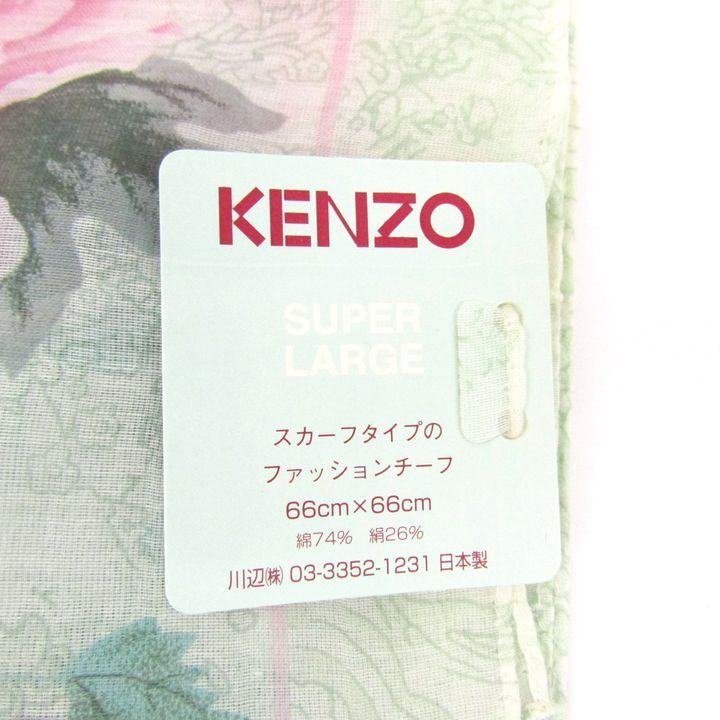 KENZO
SUPER
LARGE
スカーフタイプの
ファッションチーフ
66cm×66cm
綿74% 絹26%
川辺㈱ 03-3352-1231 日本製